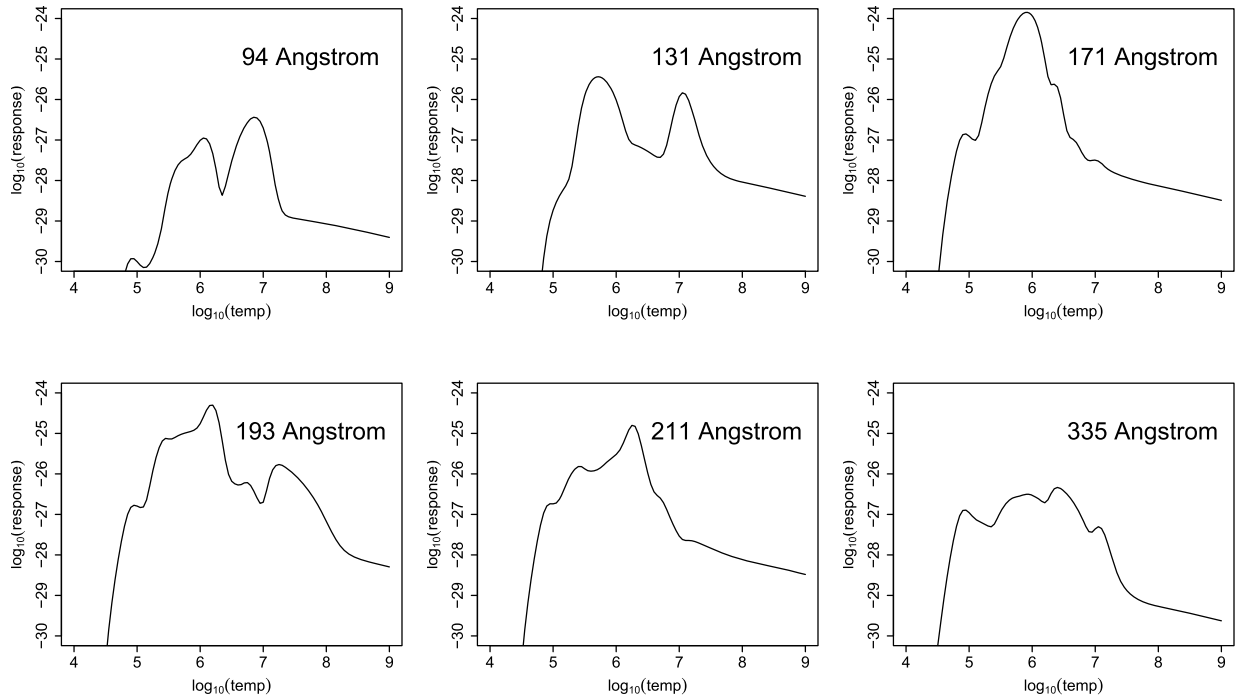 94 Angstrom
log₁₀(response)
−30 −29 −28 −27 −26 −25 −24
4 5 6 7 8 9
log₁₀(temp)
131 Angstrom
log₁₀(response)
−30 −29 −28 −27 −26 −25 −24
4 5 6 7 8 9
log₁₀(temp)
171 Angstrom
log₁₀(response)
−30 −29 −28 −27 −26 −25 −24
4 5 6 7 8 9
log₁₀(temp)
193 Angstrom
log₁₀(response)
−30 −29 −28 −27 −26 −25 −24
4 5 6 7 8 9
log₁₀(temp)
211 Angstrom
log₁₀(response)
−30 −29 −28 −27 −26 −25 −24
4 5 6 7 8 9
log₁₀(temp)
335 Angstrom
log₁₀(response)
−30 −29 −28 −27 −26 −25 −24
4 5 6 7 8 9
log₁₀(temp)